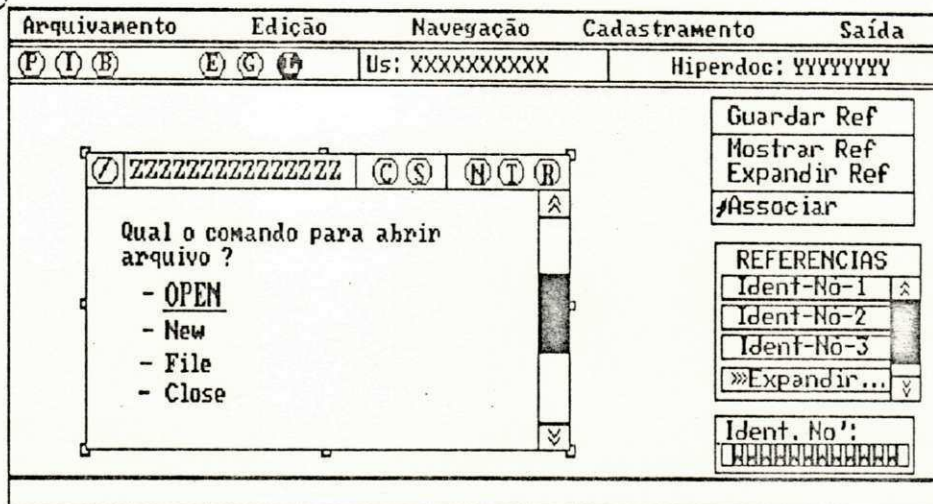 Arquivamento Edição Navegação Cadastramento Saída
P I B E G Us: XXXXXXXXXX Hiperdoc: YYYYYYYY
ZZZZZZZZZZZZZZZ C S N T R
Qual o comando para abrir
arquivo ?
- OPEN
- New
- File
- Close
Guardar Ref
Mostrar Ref
Expandir Ref
Associar
REFERENCIAS
Ident-Nó-1
Ident-Nó-2
Ident-Nó-3
»»Expandir...
Ident. No':